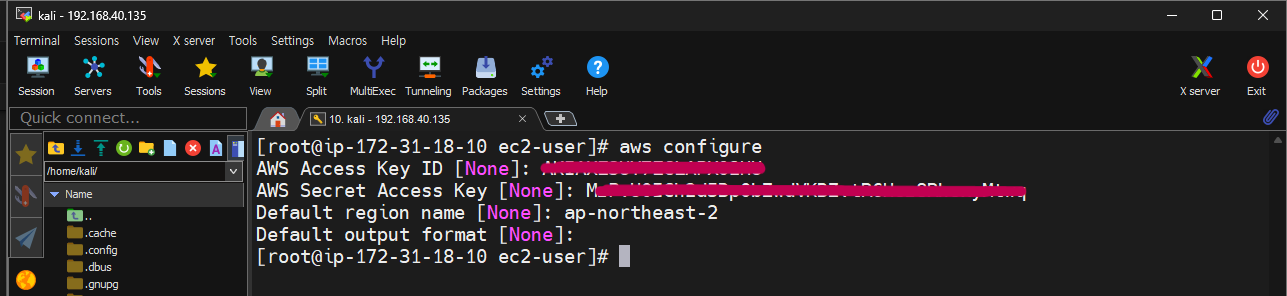 kali - 192.168.40.135
Terminal Sessions View X server Tools Settings Macros Help
Session Servers Tools Sessions View Split MultiExec Tunneling Packages Settings Help X server Exit
Quick connect...
10. kali - 192.168.40.135
/home/kali/
Name
..
.cache
.config
.dbus
.gnupg
[root@ip-172-31-18-10 ec2-user]# aws configure
AWS Access Key ID [None]:
AWS Secret Access Key [None]:
Default region name [None]: ap-northeast-2
Default output format [None]:
[root@ip-172-31-18-10 ec2-user]#